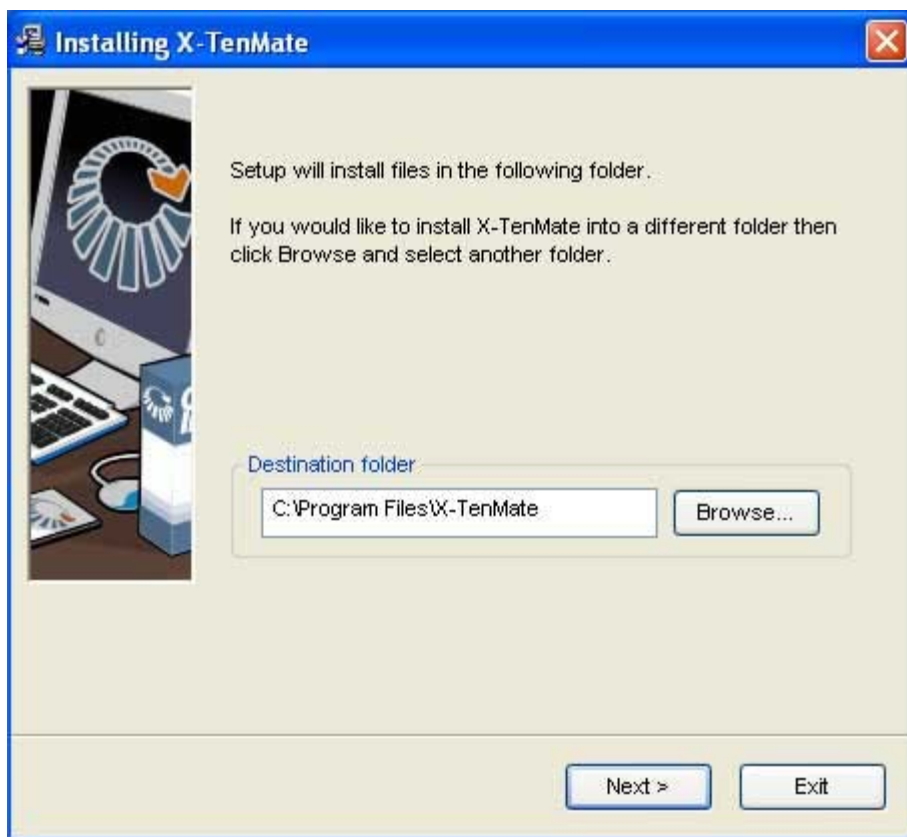 Installing X-TenMate
Setup will install files in the following folder.
If you would like to install X-TenMate into a different folder then
click Browse and select another folder.
Destination folder
C:\Program Files\X-TenMate
Browse...
Next >
Exit